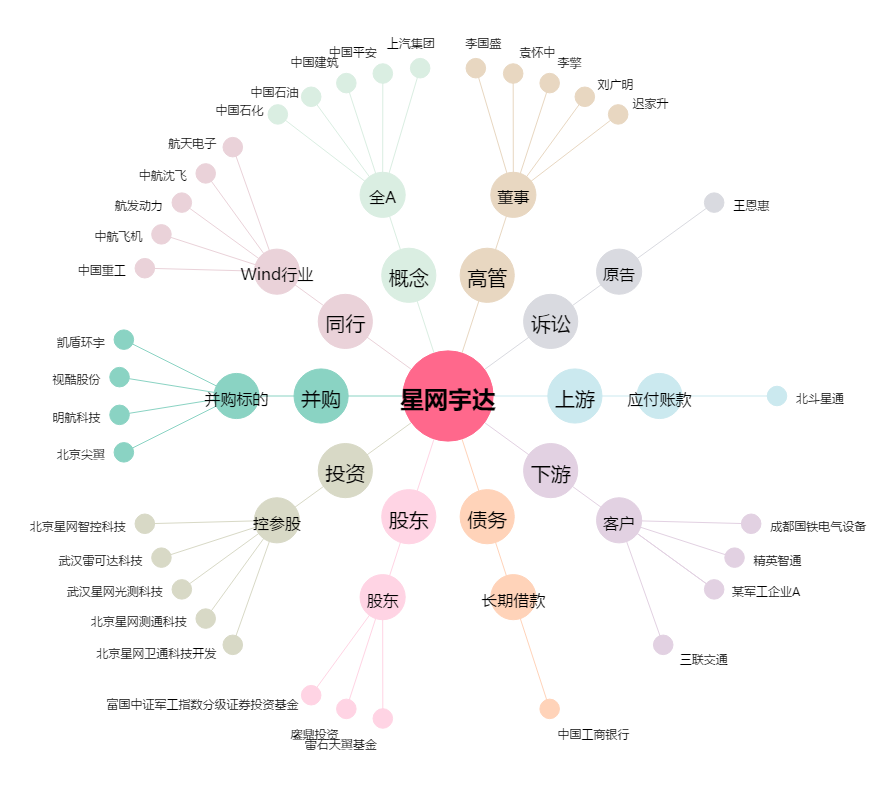 上汽集团
中国平安
中国建筑
中国石油
中国石化
全A
概念
李国盛
袁怀中
李擎
刘广明
迟家升
董事
高管
航天电子
中航沈飞
航发动力
中航飞机
中国重工
Wind行业
同行
王恩惠
原告
诉讼
凯盾环宇
视酷股份
明航科技
北京尖翼
并购标的
并购
星网宇达
上游
应付账款
北斗星通
投资
控参股
北京星网智控科技
武汉雷可达科技
武汉星网光测科技
北京星网测通科技
北京星网卫通科技开发
下游
客户
成都国铁电气设备
精英智通
某军工企业A
三联交通
股东
股东
富国中证军工指数分级证券投资基金
磐鼎投资
雷石天翼基金
债务
长期借款
中国工商银行